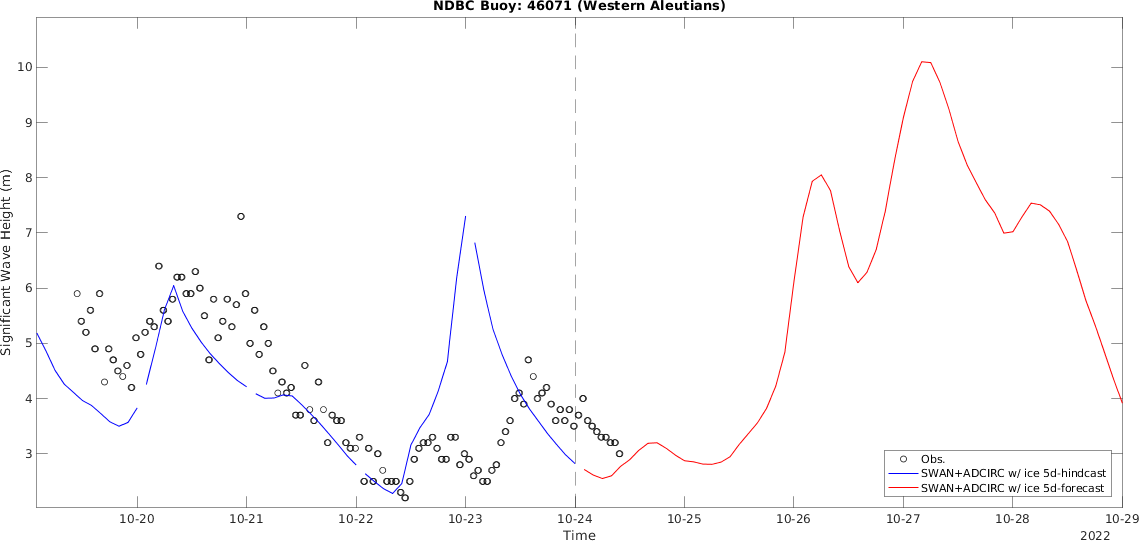 NDBC Buoy: 46071 (Western Aleutians)
Significant Wave Height (m)
10
9
8
7
6
5
4
3
Obs.
SWAN+ADCIRC w/ ice 5d-hindcast
SWAN+ADCIRC w/ ice 5d-forecast
10-20 10-21 10-22 10-23 10-24 10-25 10-26 10-27 10-28 10-29
Time
2022